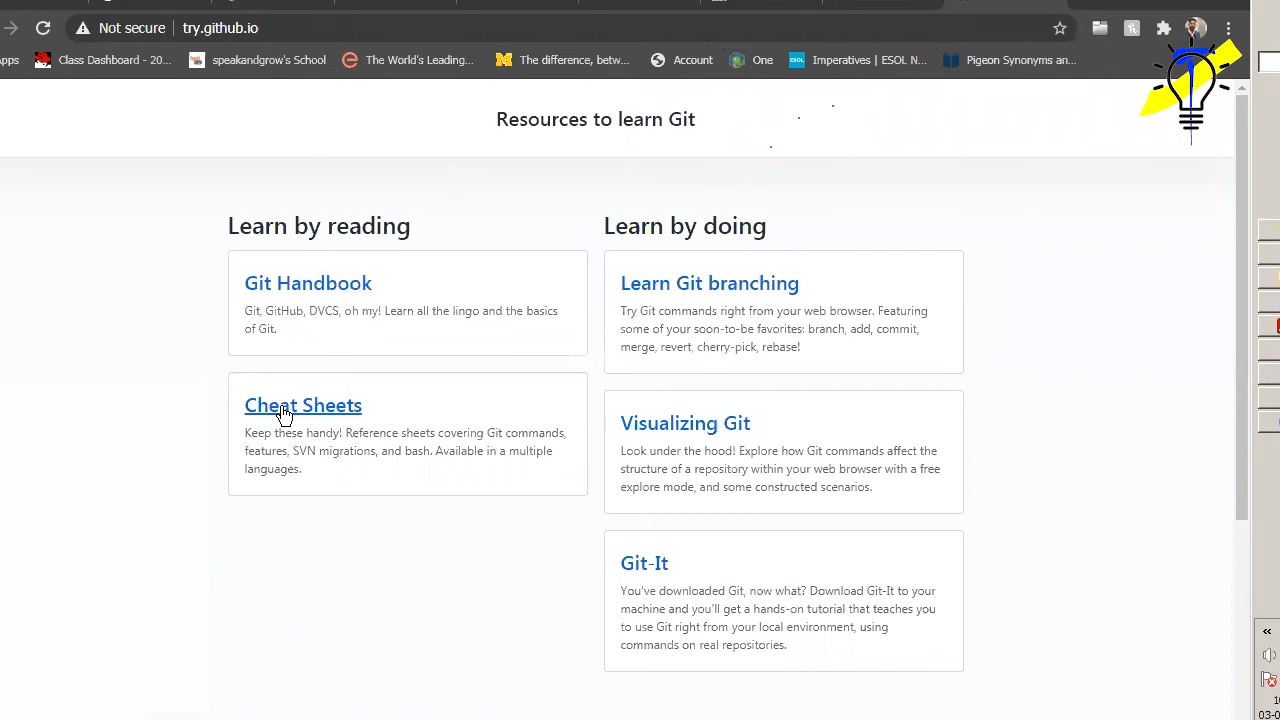 Not secure
try.github.io
pps
Class Dashboard - 20...
speakandgrow's School
The World's Leading...
The difference, betw...
Account
One
Imperatives | ESOL N...
Pigeon Synonyms an...
Resources to learn Git
Learn by reading
Git Handbook
Git, GitHub, DVCS, oh my! Learn all the lingo and the basics
of Git.
Cheat Sheets
Keep these handy! Reference sheets covering Git commands,
features, SVN migrations, and bash. Available in a multiple
languages.
Learn by doing
Learn Git branching
Try Git commands right from your web browser. Featuring
some of your soon-to-be favorites: branch, add, commit,
merge, revert, cherry-pick, rebase!
Visualizing Git
Look under the hood! Explore how Git commands affect the
structure of a repository within your web browser with a free
explore mode, and some constructed scenarios.
Git-It
You've downloaded Git, now what? Download Git-It to your
machine and you'll get a hands-on tutorial that teaches you
to use Git right from your local environment, using
commands on real repositories.
03-0